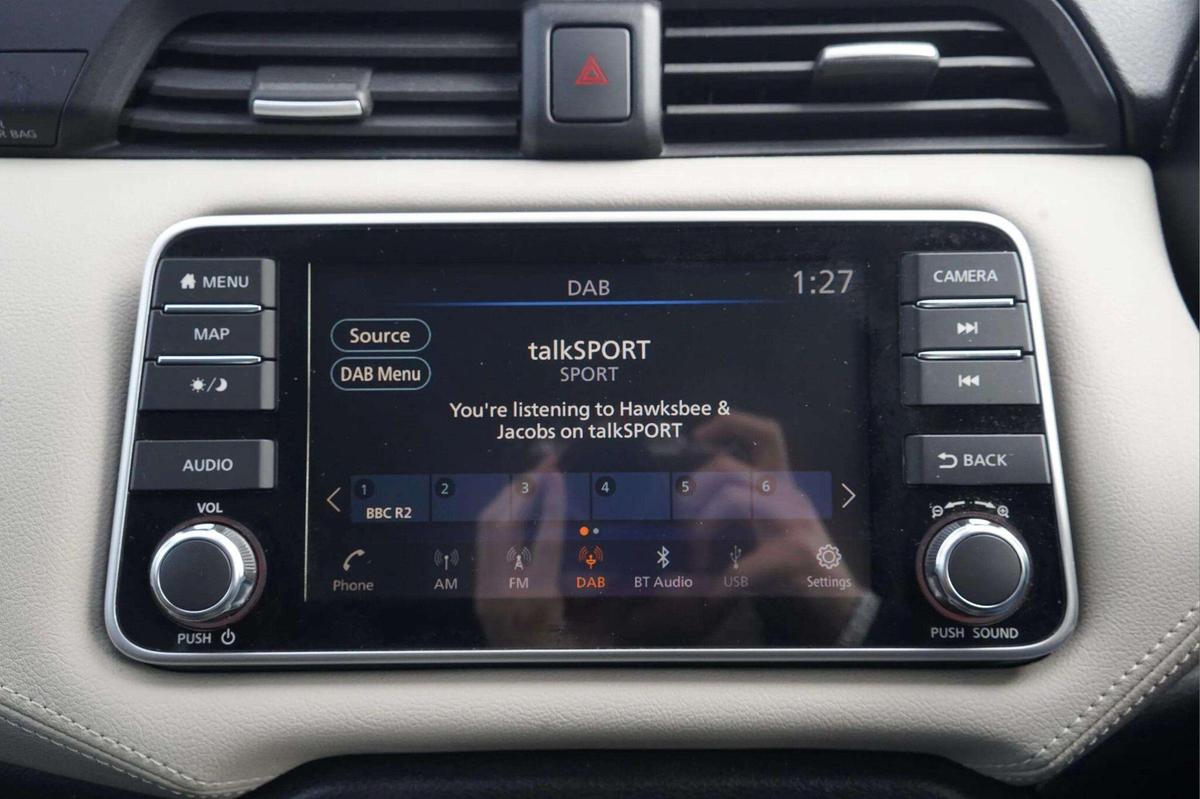 R BAG
MENU
MAP
AUDIO
VOL
PUSH
DAB
1:27
Source
DAB Menu
talkSPORT
SPORT
You're listening to Hawksbee &
Jacobs on talkSPORT
1
2
3
4
5
6
BBC R2
Phone
AM
FM
DAB
BT Audio
USB
Settings
CAMERA
BACK
PUSH SOUND